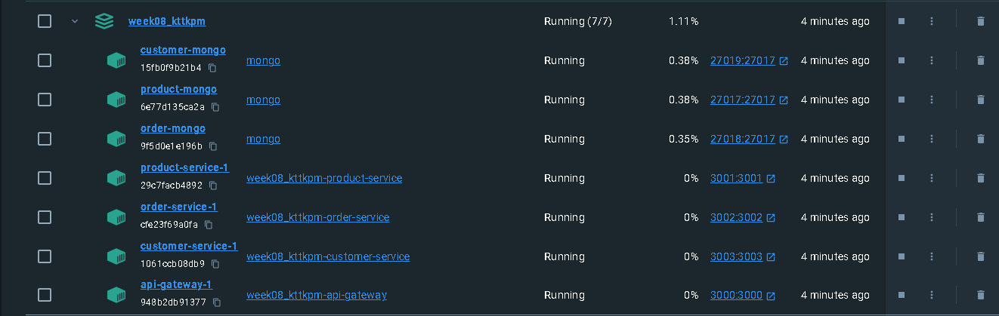 week08_kttkpm Running (7/7) 1.11% 4 minutes ago
customer-mongo
15fb0f9b21b4 mongo Running 0.38% 27019:27017 4 minutes ago
product-mongo
6e77d135ca2a mongo Running 0.38% 27017:27017 4 minutes ago
order-mongo
9f5d0e1e196b mongo Running 0.35% 27018:27017 4 minutes ago
product-service-1
29c7facb4892 week08_kttkpm-product-service Running 0% 3001:3001 4 minutes ago
order-service-1
cfe23f69a0fa week08_kttkpm-order-service Running 0% 3002:3002 4 minutes ago
customer-service-1
1061ccb08db9 week08_kttkpm-customer-service Running 0% 3003:3003 4 minutes ago
api-gateway-1
948b2db91377 week08_kttkpm-api-gateway Running 0% 3000:3000 4 minutes ago